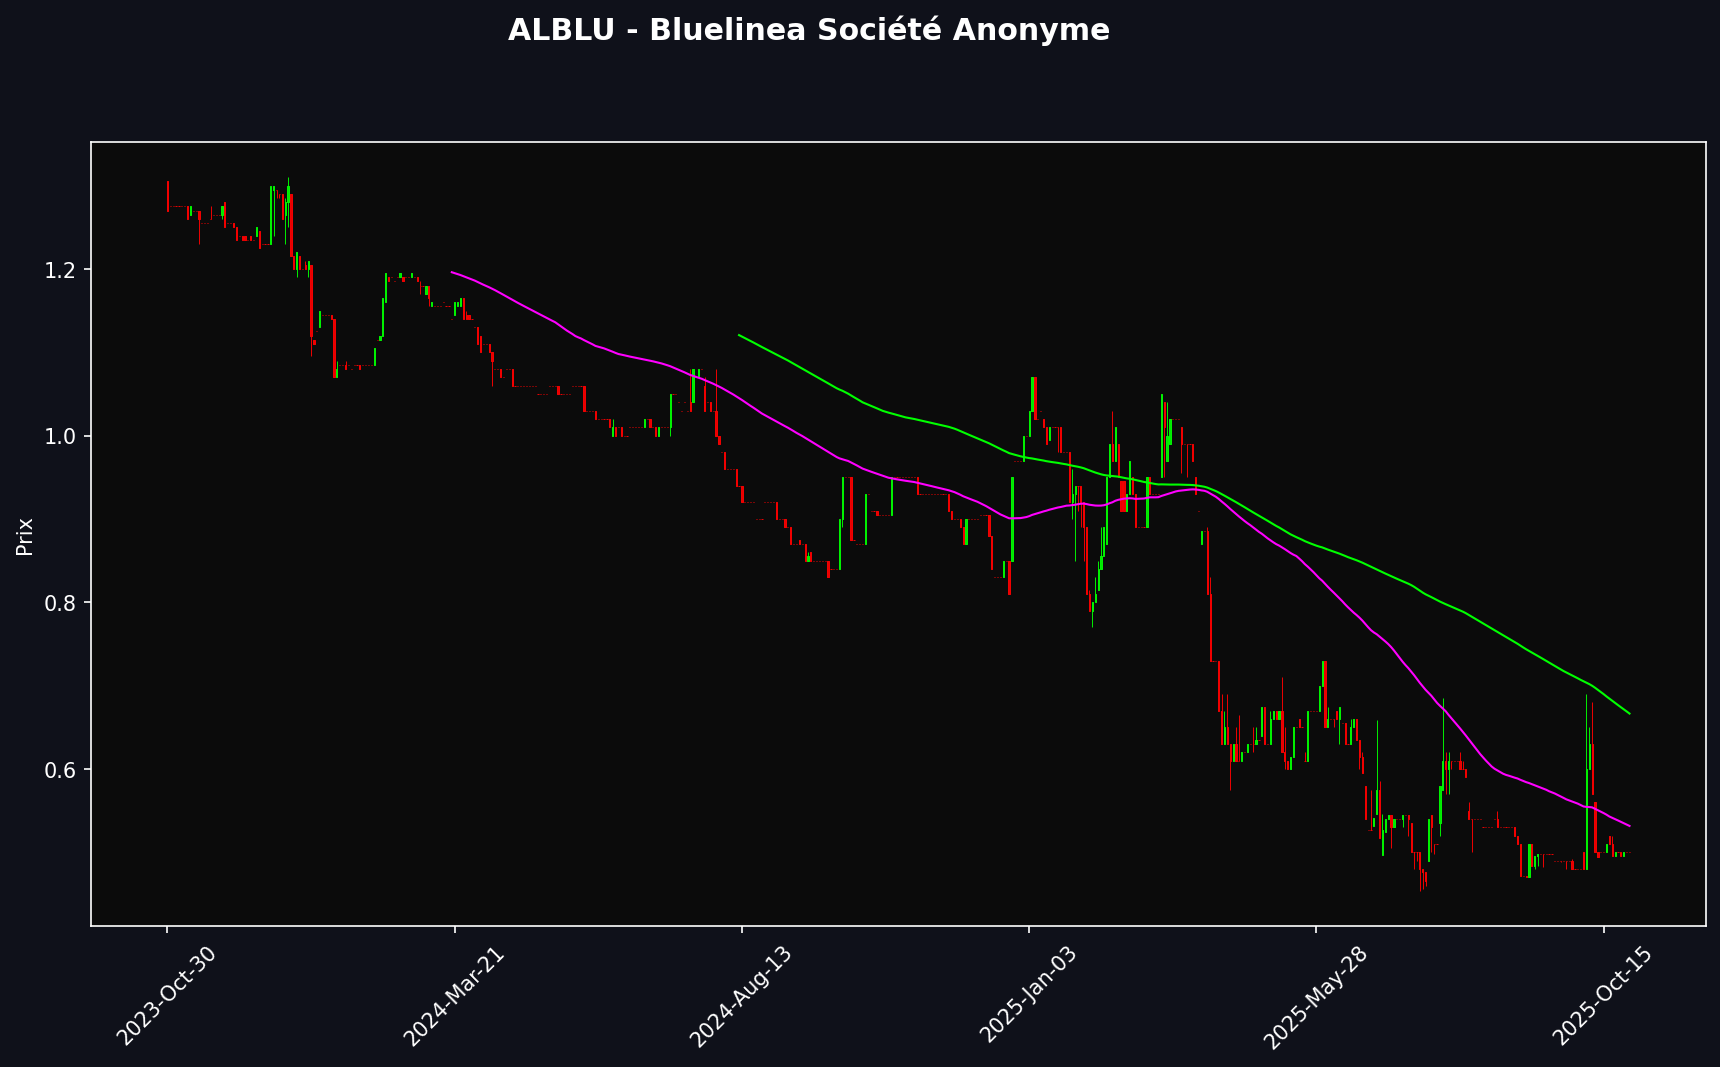 ALBLU - Bluelinea Société Anonyme
Prix
1.2
1.0
0.8
0.6
2023-Oct-30
2024-Mar-21
2024-Aug-13
2025-Jan-03
2025-May-28
2025-Oct-15